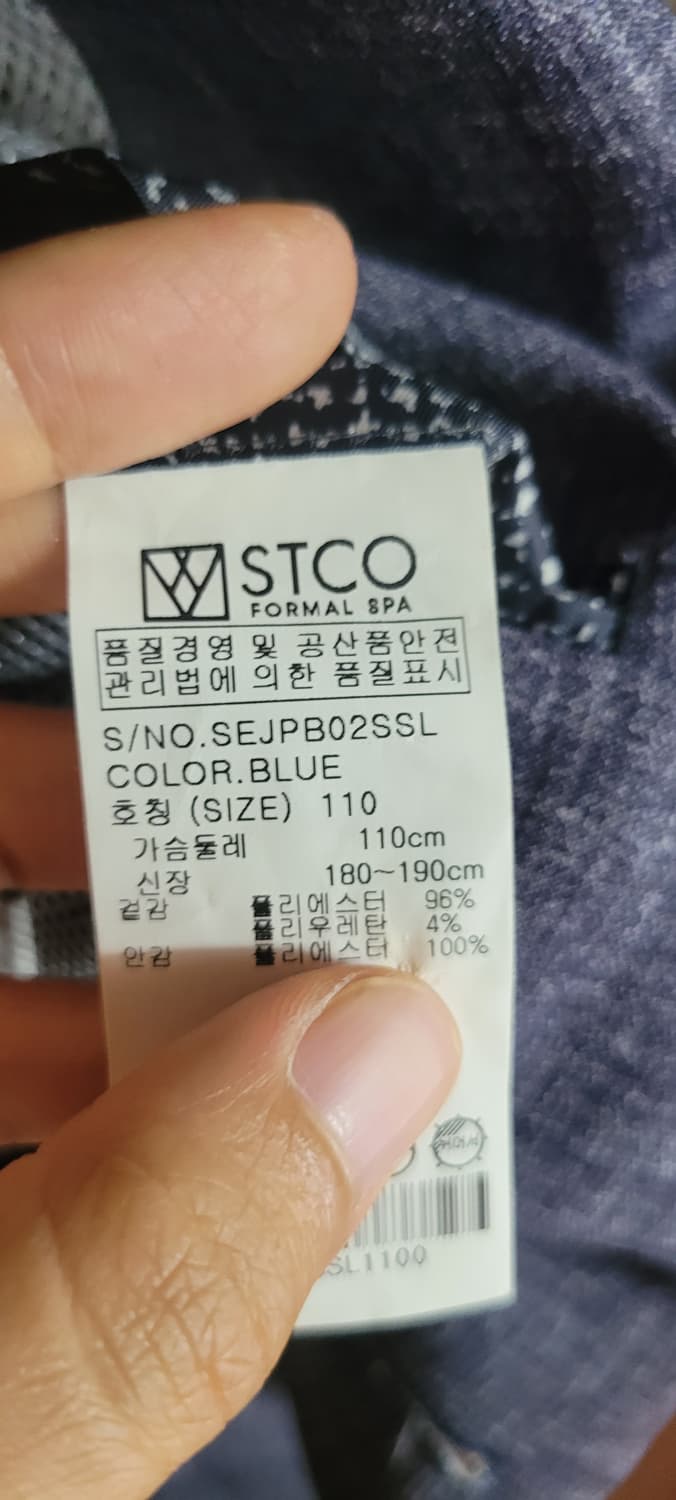 STCO
FORMAL SPA
품질경영 및 공산품안전
관리법에 의한 품질표시
S/NO.SEJPB02SSL
COLOR.BLUE
호칭 (SIZE) 110
가슴둘레 110cm
신장 180~190cm
겉감 폴리에스터 96%
폴리우레탄 4%
안감 폴리에스터 100%
SL1100